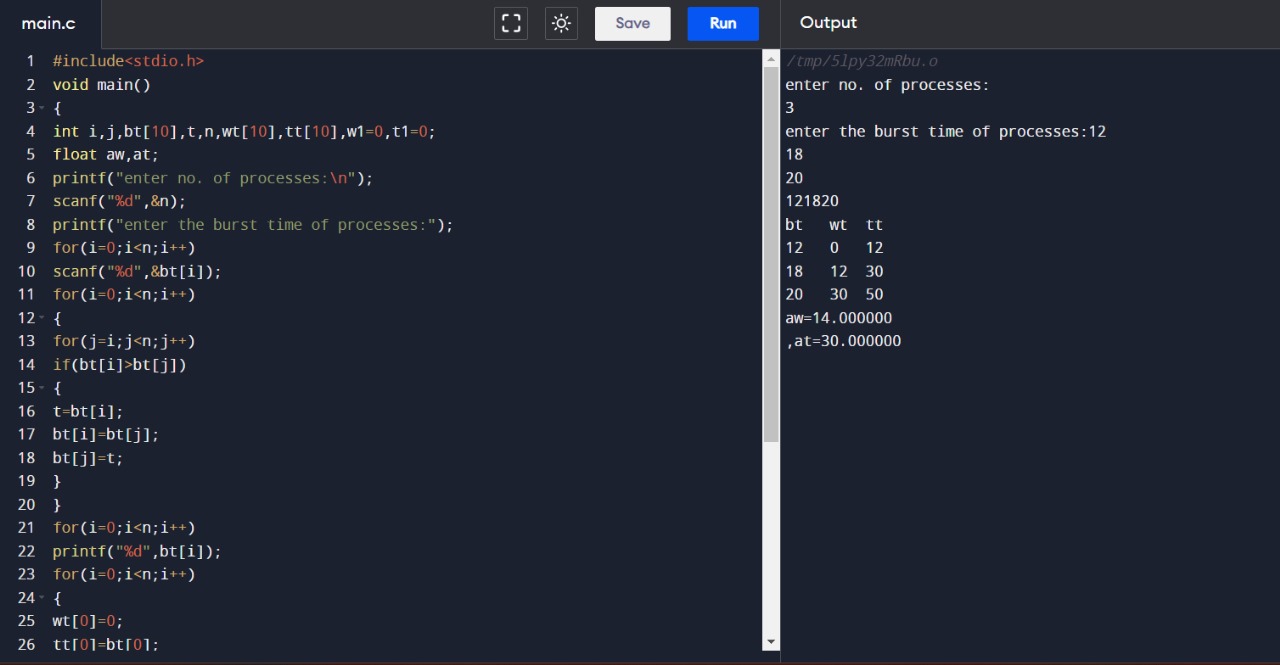 main.c
Save
Run
Output
1 #include<stdio.h>
2 void main()
3 {
4 int i,j,bt[10],t,n,wt[10],tt[10],w1=0,t1=0;
5 float aw,at;
6 printf("enter no. of processes:\n");
7 scanf("%d",&n);
8 printf("enter the burst time of processes:");
9 for(i=0;i<n;i++)
10 scanf("%d",&bt[i]);
11 for(i=0;i<n;i++)
12 {
13 for(j=i;j<n;j++)
14 if(bt[i]>bt[j])
15 {
16 t=bt[i];
17 bt[i]=bt[j];
18 bt[j]=t;
19 }
20 }
21 for(i=0;i<n;i++)
22 printf("%d",bt[i]);
23 for(i=0;i<n;i++)
24 {
25 wt[0]=0;
26 tt[0]=bt[0];
/tmp/5lpy32mRbu.o
enter no. of processes:
3
enter the burst time of processes:12
18
20
121820
bt wt tt
12 0 12
18 12 30
20 30 50
aw=14.000000
,at=30.000000